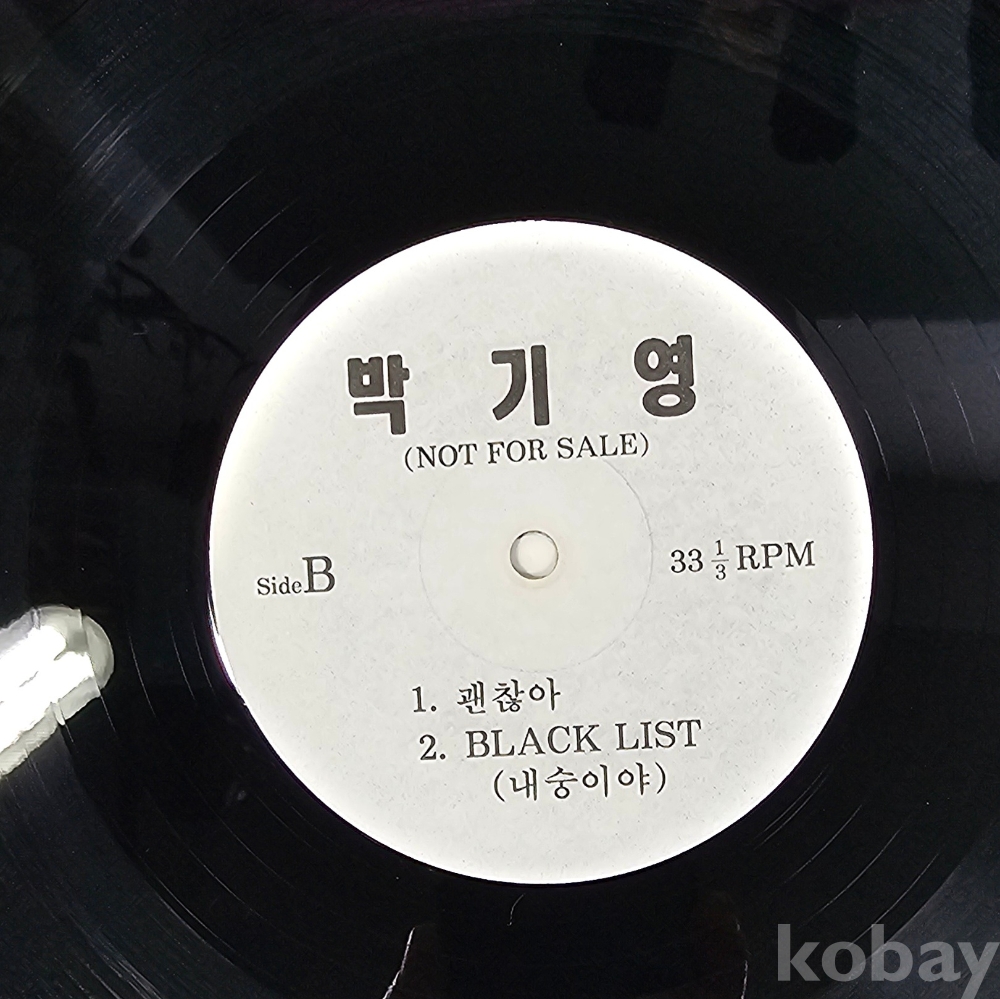 박 기 영
(NOT FOR SALE)
Side B
33 1/3 RPM
1. 괜찮아
2. BLACK LIST
(내숭이야)
kobay